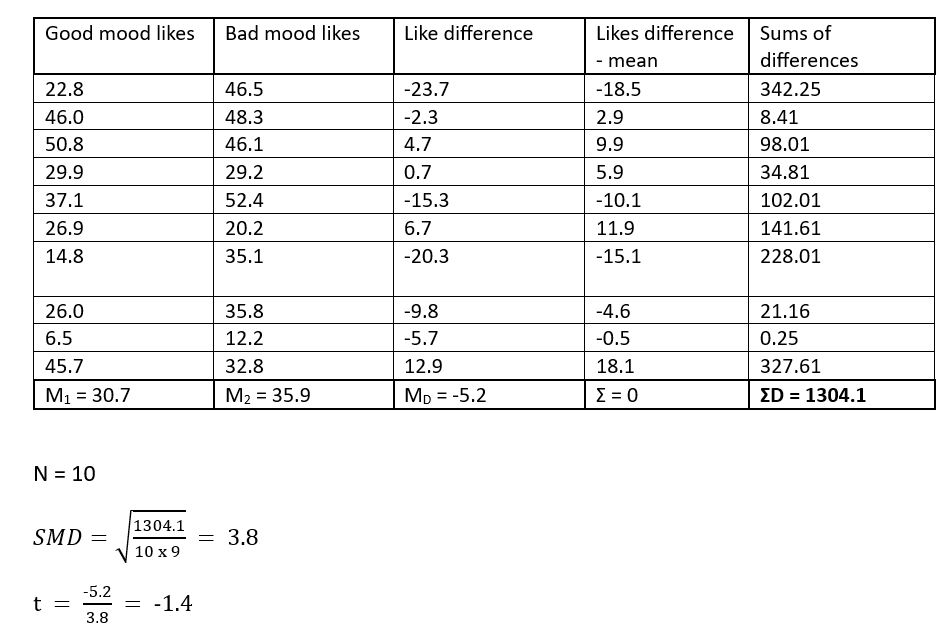 Good mood likes Bad mood likes Like difference Likes difference Sums of
- mean differences
22.8 46.5 -23.7 -18.5 342.25
46.0 48.3 -2.3 2.9 8.41
50.8 46.1 4.7 9.9 98.01
29.9 29.2 0.7 5.9 34.81
37.1 52.4 -15.3 -10.1 102.01
26.9 20.2 6.7 11.9 141.61
14.8 35.1 -20.3 -15.1 228.01
26.0 35.8 -9.8 -4.6 21.16
6.5 12.2 -5.7 -0.5 0.25
45.7 32.8 12.9 18.1 327.61
M₁ = 30.7 M₂ = 35.9 M_D = -5.2 Σ = 0 ΣD = 1304.1
N = 10
SMD = √(1304.1 / 10 x 9) = 3.8
t = -5.2 / 3.8 = -1.4